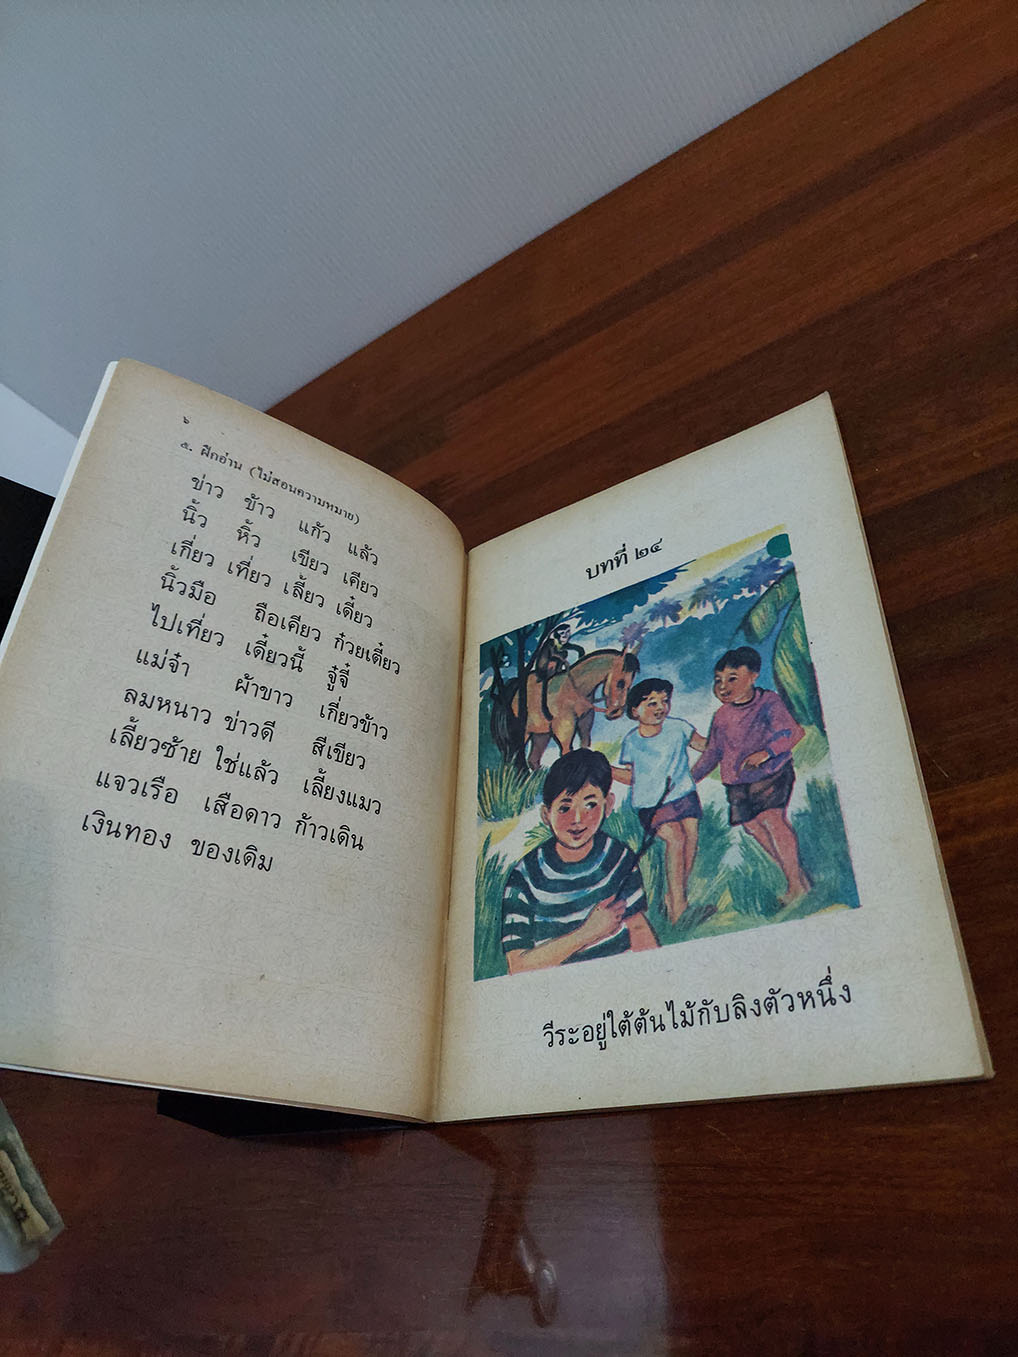 ๖
๕. ฝึกอ่าน (ไม่สอนความหมาย)
ข่าว ข้าว แก้ว แล้ว
นิ้ว หิ้ว เขียว เคียว
เกี่ยว เที่ยว เลี้ยว เดี๋ยว
นิ้วมือ ถือเคียว ก๋วยเตี๋ยว
ไปเที่ยว เดี๋ยวนี้ จู๋จี๋
แม่จ๋า ผ้าขาว เกี่ยวข้าว
ลมหนาว ข่าวดี สีเขียว
เลี้ยวซ้าย ใช่แล้ว เลี้ยงแมว
แจวเรือ เสือดาว ก้าวเดิน
เงินทอง ของเดิม
บทที่ ๒๔
วีระอยู่ใต้ต้นไม้กับลิงตัวหนึ่ง